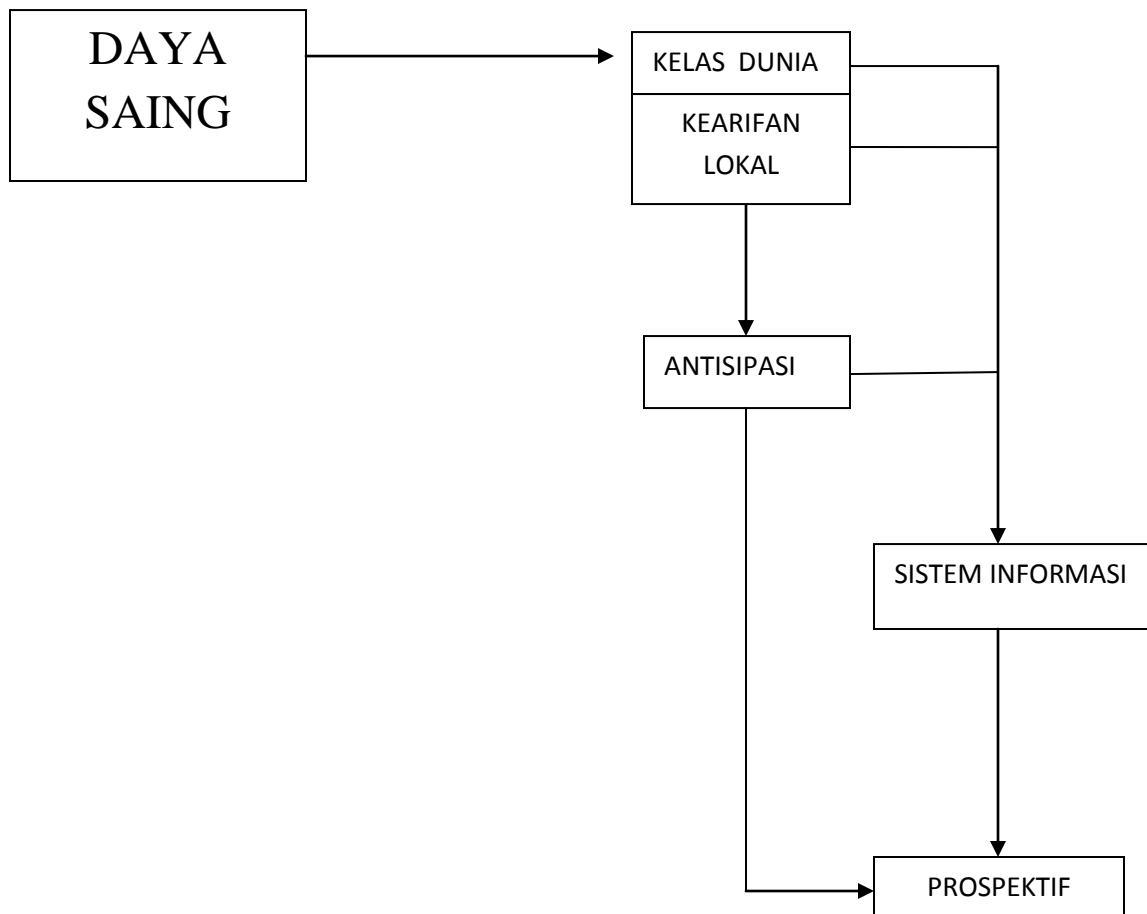 DAYA
SAING
KELAS DUNIA
KEARIFAN
LOKAL
ANTISIPASI
SISTEM INFORMASI
PROSPEKTIF